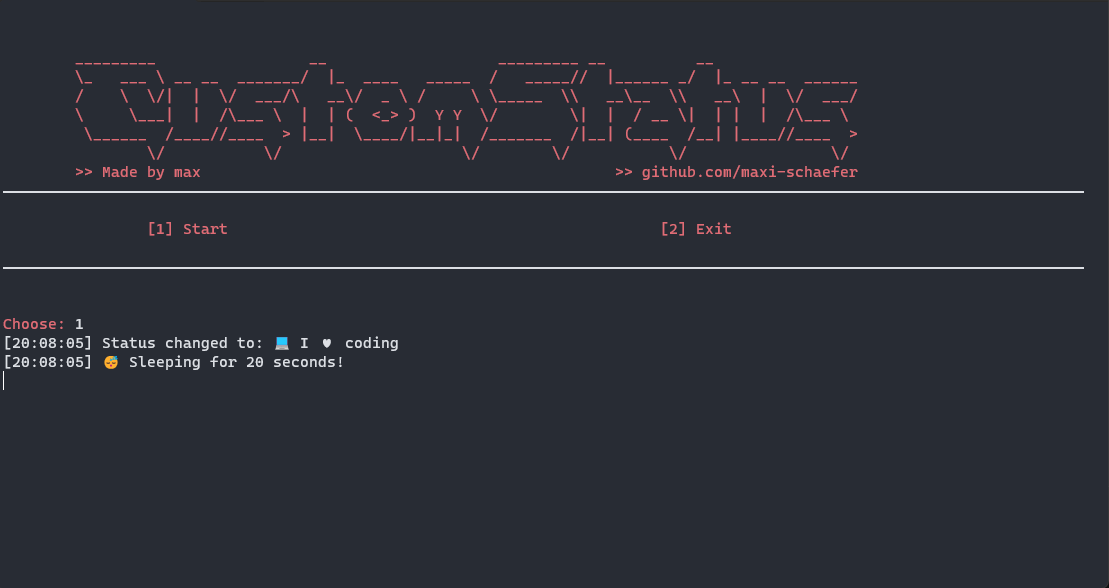 CustomStatus
>> Made by max >> github.com/maxi-schaefer
[1] Start [2] Exit
Choose: 1
[20:08:05] Status changed to: 💻 I ♥ coding
[20:08:05] 😴 Sleeping for 20 seconds!